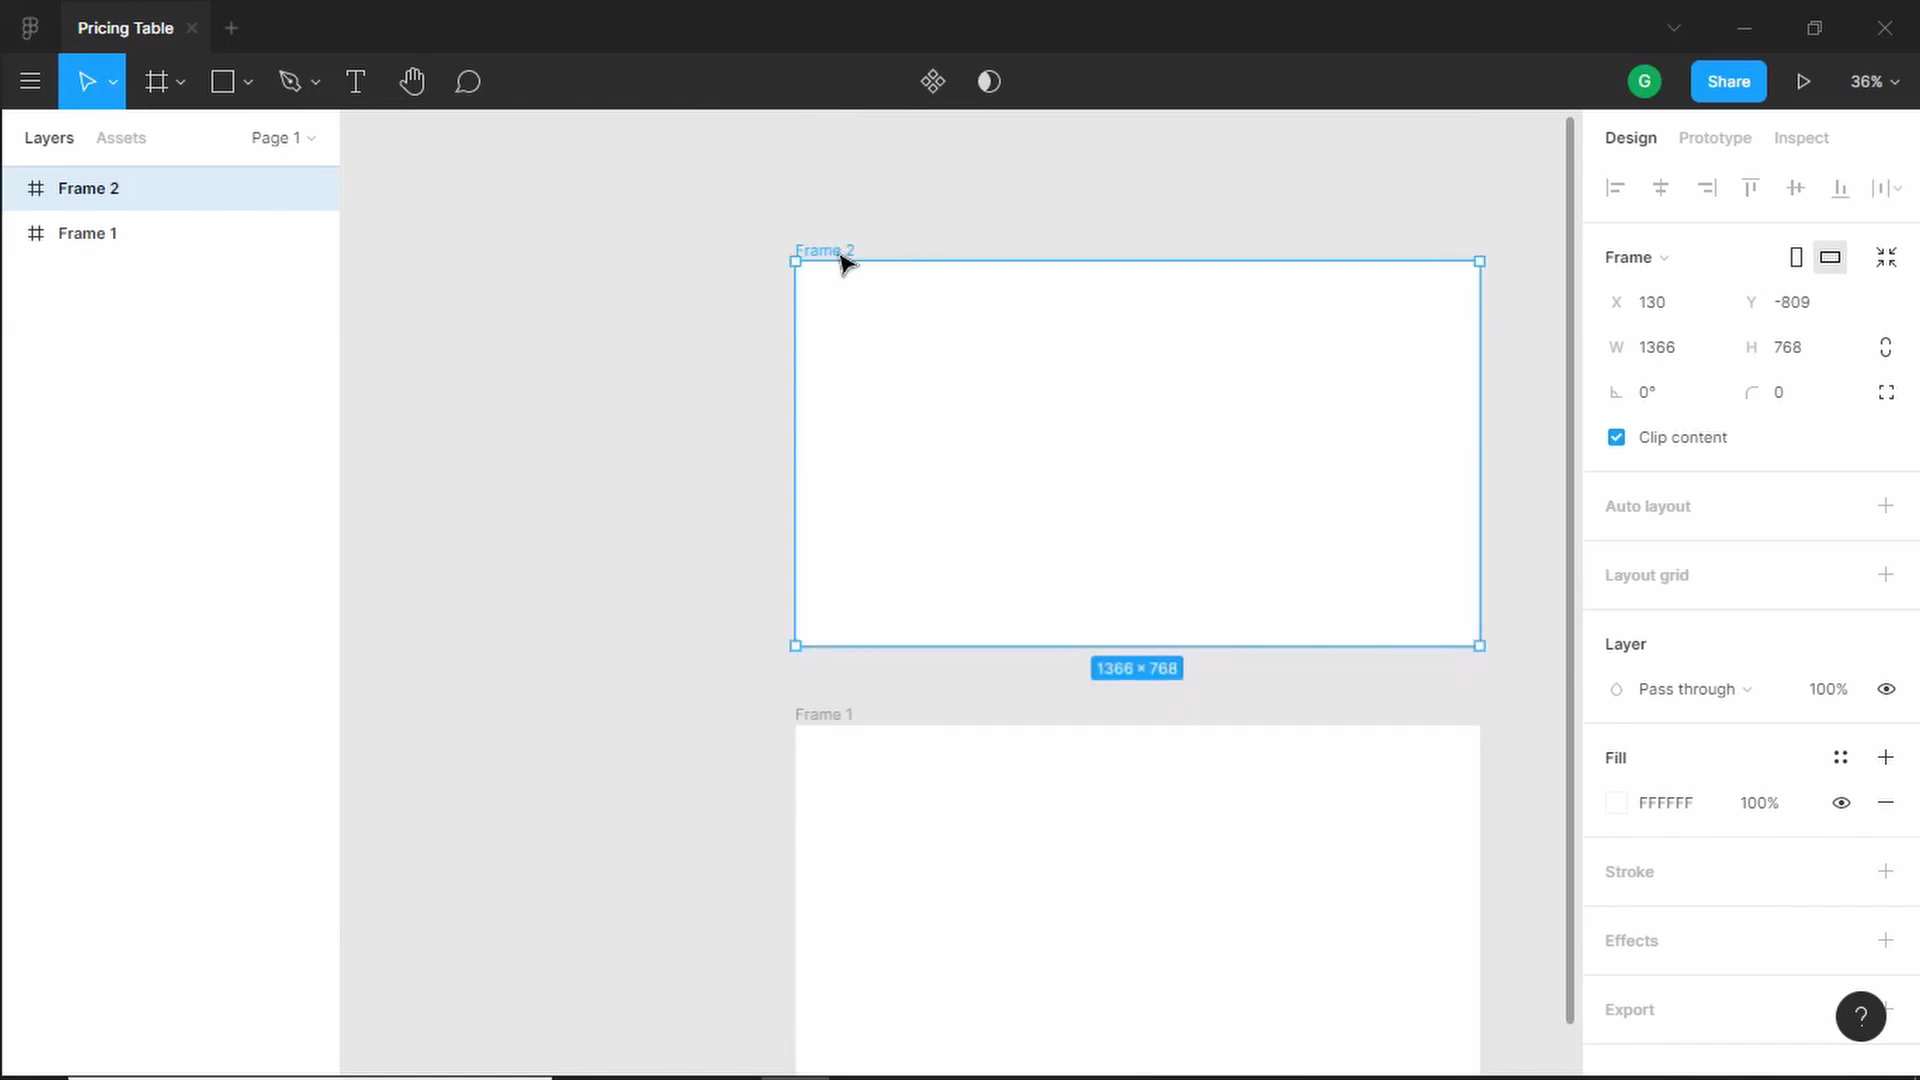 Pricing Table
G
Share
36%
Layers
Assets
Page 1
Frame 2
Frame 1
Frame 2
1366 × 768
Frame 1
Design
Prototype
Inspect
Frame
X 130
Y -809
W 1366
H 768
0°
0
Clip content
Auto layout
Layout grid
Layer
Pass through
100%
Fill
FFFFFF
100%
Stroke
Effects
Export
?